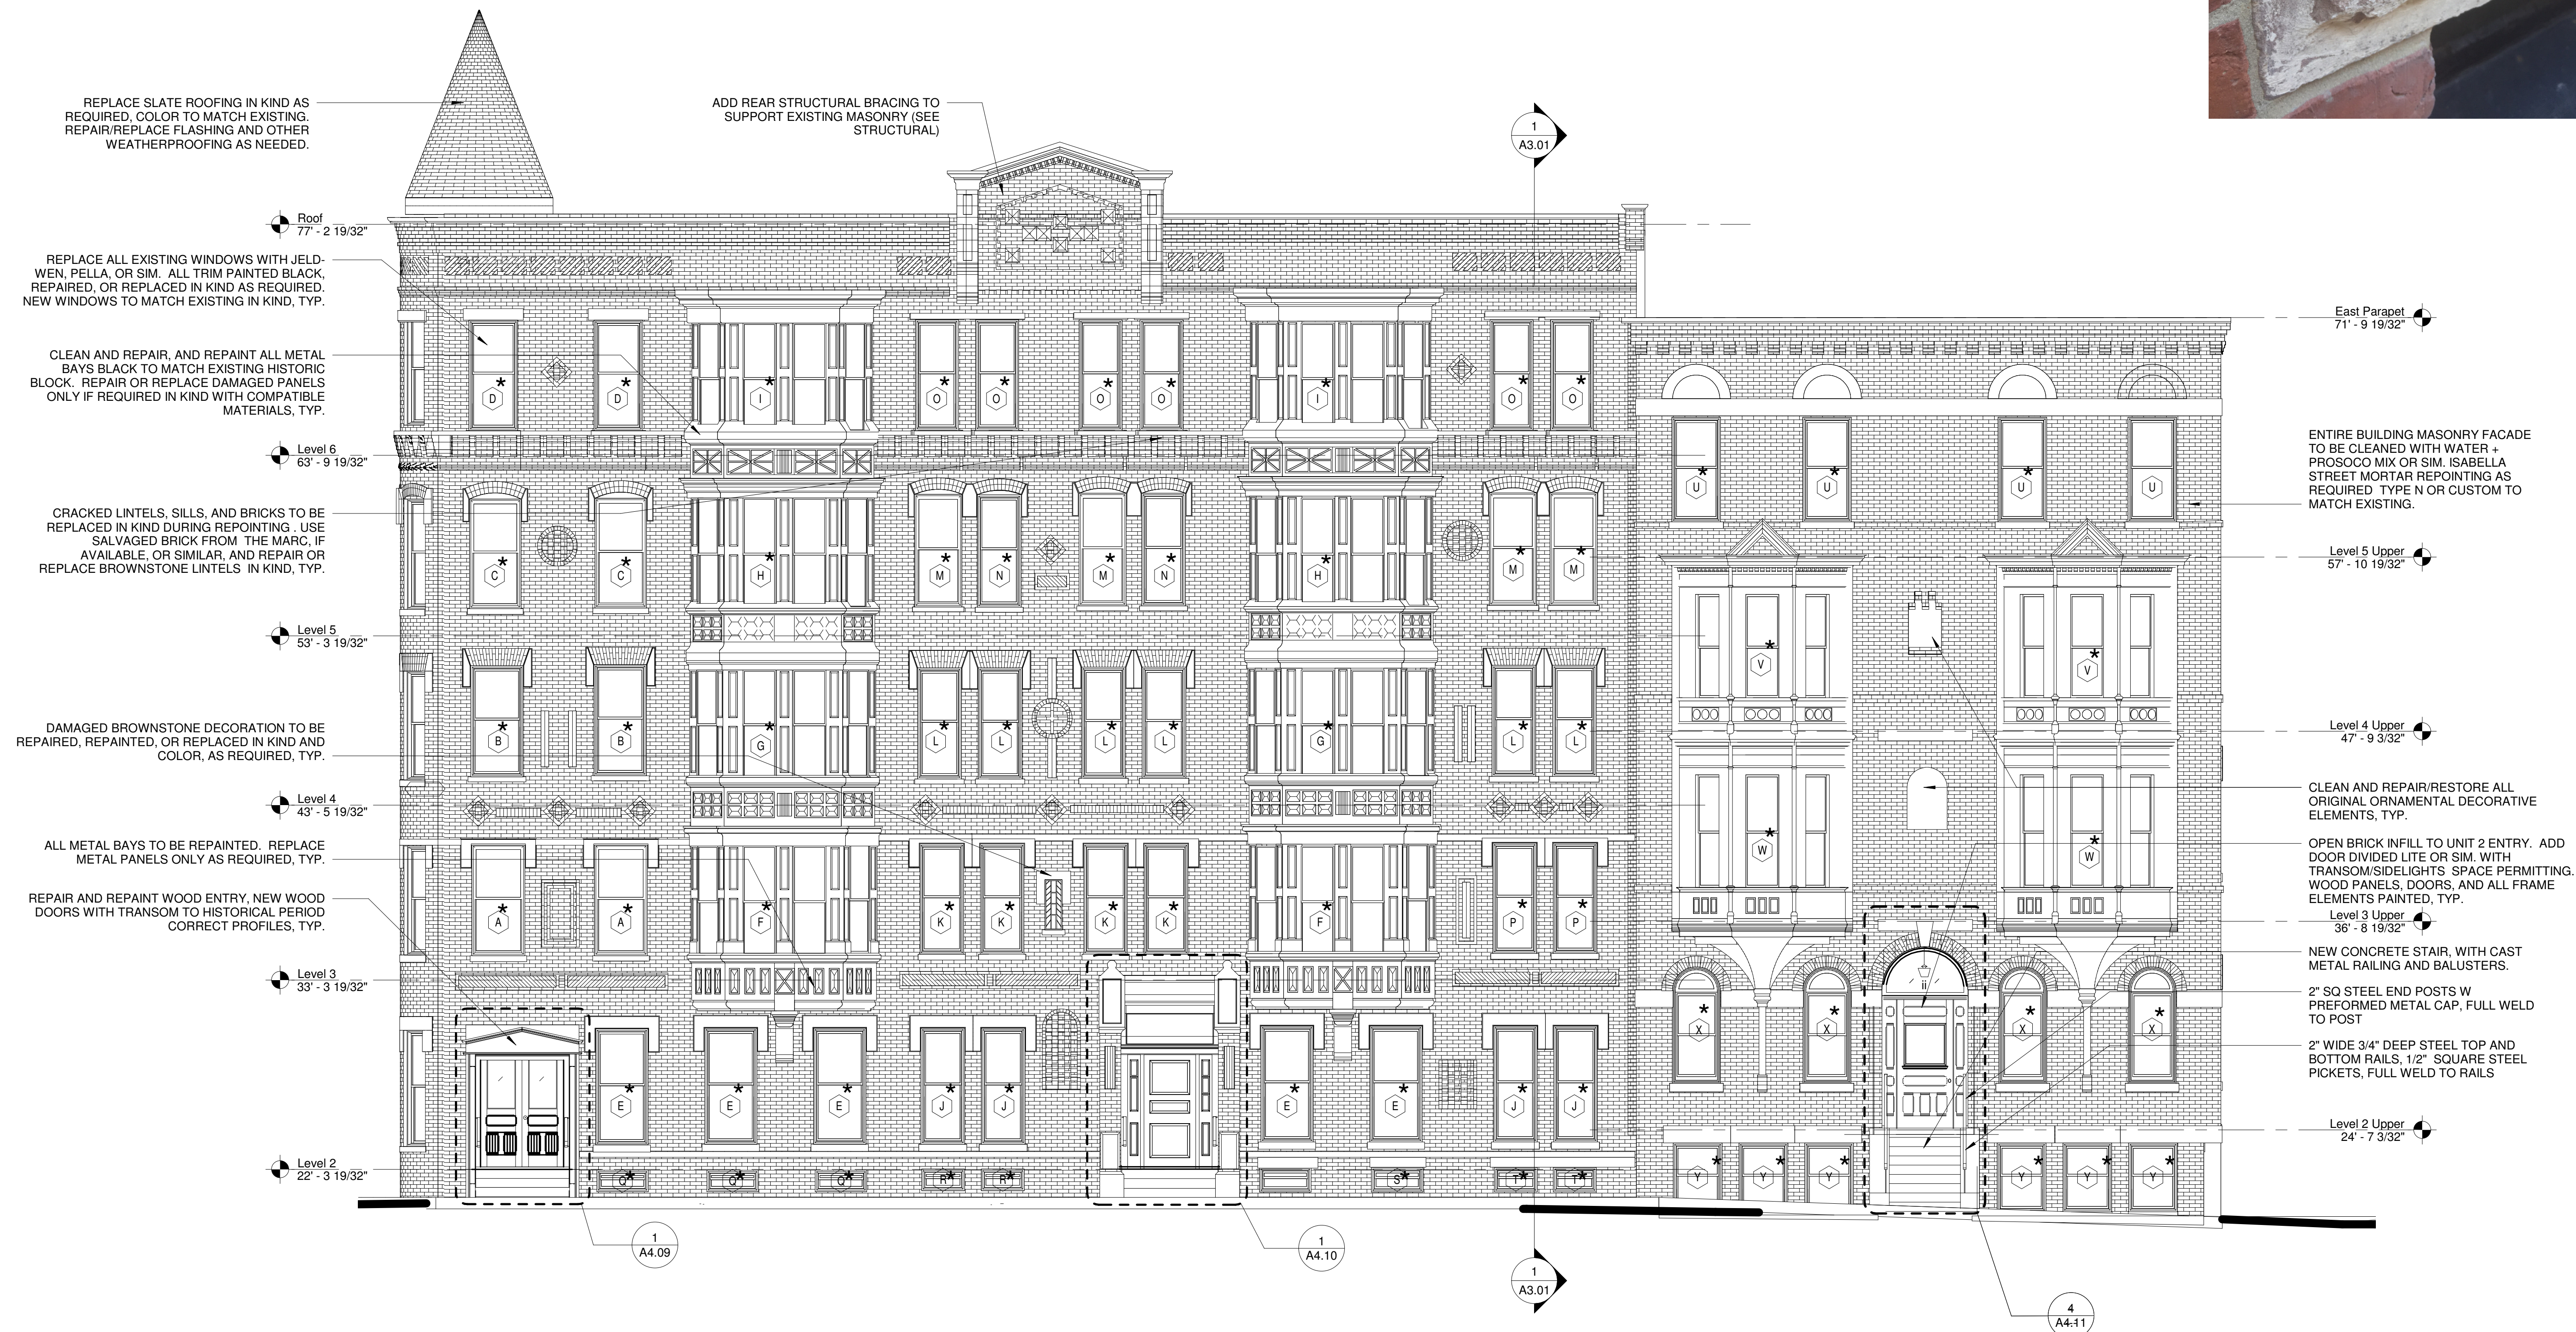 REPLACE SLATE ROOFING IN KIND AS
REQUIRED, COLOR TO MATCH EXISTING.
REPAIR/REPLACE FLASHING AND OTHER
WEATHERPROOFING AS NEEDED.
ADD REAR STRUCTURAL BRACING TO
SUPPORT EXISTING MASONRY (SEE
STRUCTURAL)
1
A3.01
Roof
77' - 2 19/32"
REPLACE ALL EXISTING WINDOWS WITH JELD-
WEN, PELLA, OR SIM. ALL TRIM PAINTED BLACK,
REPAIRED, OR REPLACED IN KIND AS REQUIRED.
NEW WINDOWS TO MATCH EXISTING IN KIND, TYP.
East Parapet
71' - 9 19/32"
CLEAN AND REPAIR, AND REPAINT ALL METAL
BAYS BLACK TO MATCH EXISTING HISTORIC
BLOCK. REPAIR OR REPLACE DAMAGED PANELS
ONLY IF REQUIRED IN KIND WITH COMPATIBLE
MATERIALS, TYP.
D* D* I* O* O* O* O* I* O* O*
Level 6
63' - 9 19/32"
ENTIRE BUILDING MASONRY FACADE
TO BE CLEANED WITH WATER +
PROSOCO MIX OR SIM. ISABELLA
STREET MORTAR REPOINTING AS
REQUIRED TYPE N OR CUSTOM TO
MATCH EXISTING.
U* U* U* U*
CRACKED LINTELS, SILLS, AND BRICKS TO BE
REPLACED IN KIND DURING REPOINTING . USE
SALVAGED BRICK FROM THE MARC, IF
AVAILABLE, OR SIMILAR, AND REPAIR OR
REPLACE BROWNSTONE LINTELS IN KIND, TYP.
C* C* H* M* N* M* N* H* M* M*
Level 5 Upper
57' - 10 19/32"
Level 5
53' - 3 19/32"
V* V*
DAMAGED BROWNSTONE DECORATION TO BE
REPAIRED, REPAINTED, OR REPLACED IN KIND AND
COLOR, AS REQUIRED, TYP.
B* B* G* L* L* L* L* G* L* L*
Level 4 Upper
47' - 9 3/32"
Level 4
43' - 5 19/32"
CLEAN AND REPAIR/RESTORE ALL
ORIGINAL ORNAMENTAL DECORATIVE
ELEMENTS, TYP.
W* W*
ALL METAL BAYS TO BE REPAINTED. REPLACE
METAL PANELS ONLY AS REQUIRED, TYP.
OPEN BRICK INFILL TO UNIT 2 ENTRY. ADD
DOOR DIVIDED LITE OR SIM. WITH
TRANSOM/SIDELIGHTS SPACE PERMITTING.
WOOD PANELS, DOORS, AND ALL FRAME
ELEMENTS PAINTED, TYP.
REPAIR AND REPAINT WOOD ENTRY, NEW WOOD
DOORS WITH TRANSOM TO HISTORICAL PERIOD
CORRECT PROFILES, TYP.
A* A* F* K* K* K* K* F* P* P*
Level 3 Upper
36' - 8 19/32"
NEW CONCRETE STAIR, WITH CAST
METAL RAILING AND BALUSTERS.
Level 3
33' - 3 19/32"
ii
2" SQ STEEL END POSTS W
PREFORMED METAL CAP, FULL WELD
TO POST
X* X* X* X*
2" WIDE 3/4" DEEP STEEL TOP AND
BOTTOM RAILS, 1/2" SQUARE STEEL
PICKETS, FULL WELD TO RAILS
E* E* E* J* J* E* E* J* J*
Level 2 Upper
24' - 7 3/32"
Level 2
22' - 3 19/32"
Q* Q* Q* R* R* S* T* T* Y* Y* Y* Y* Y* Y*
1
A4.09
1
A4.10
1
A3.01
4
A4.11